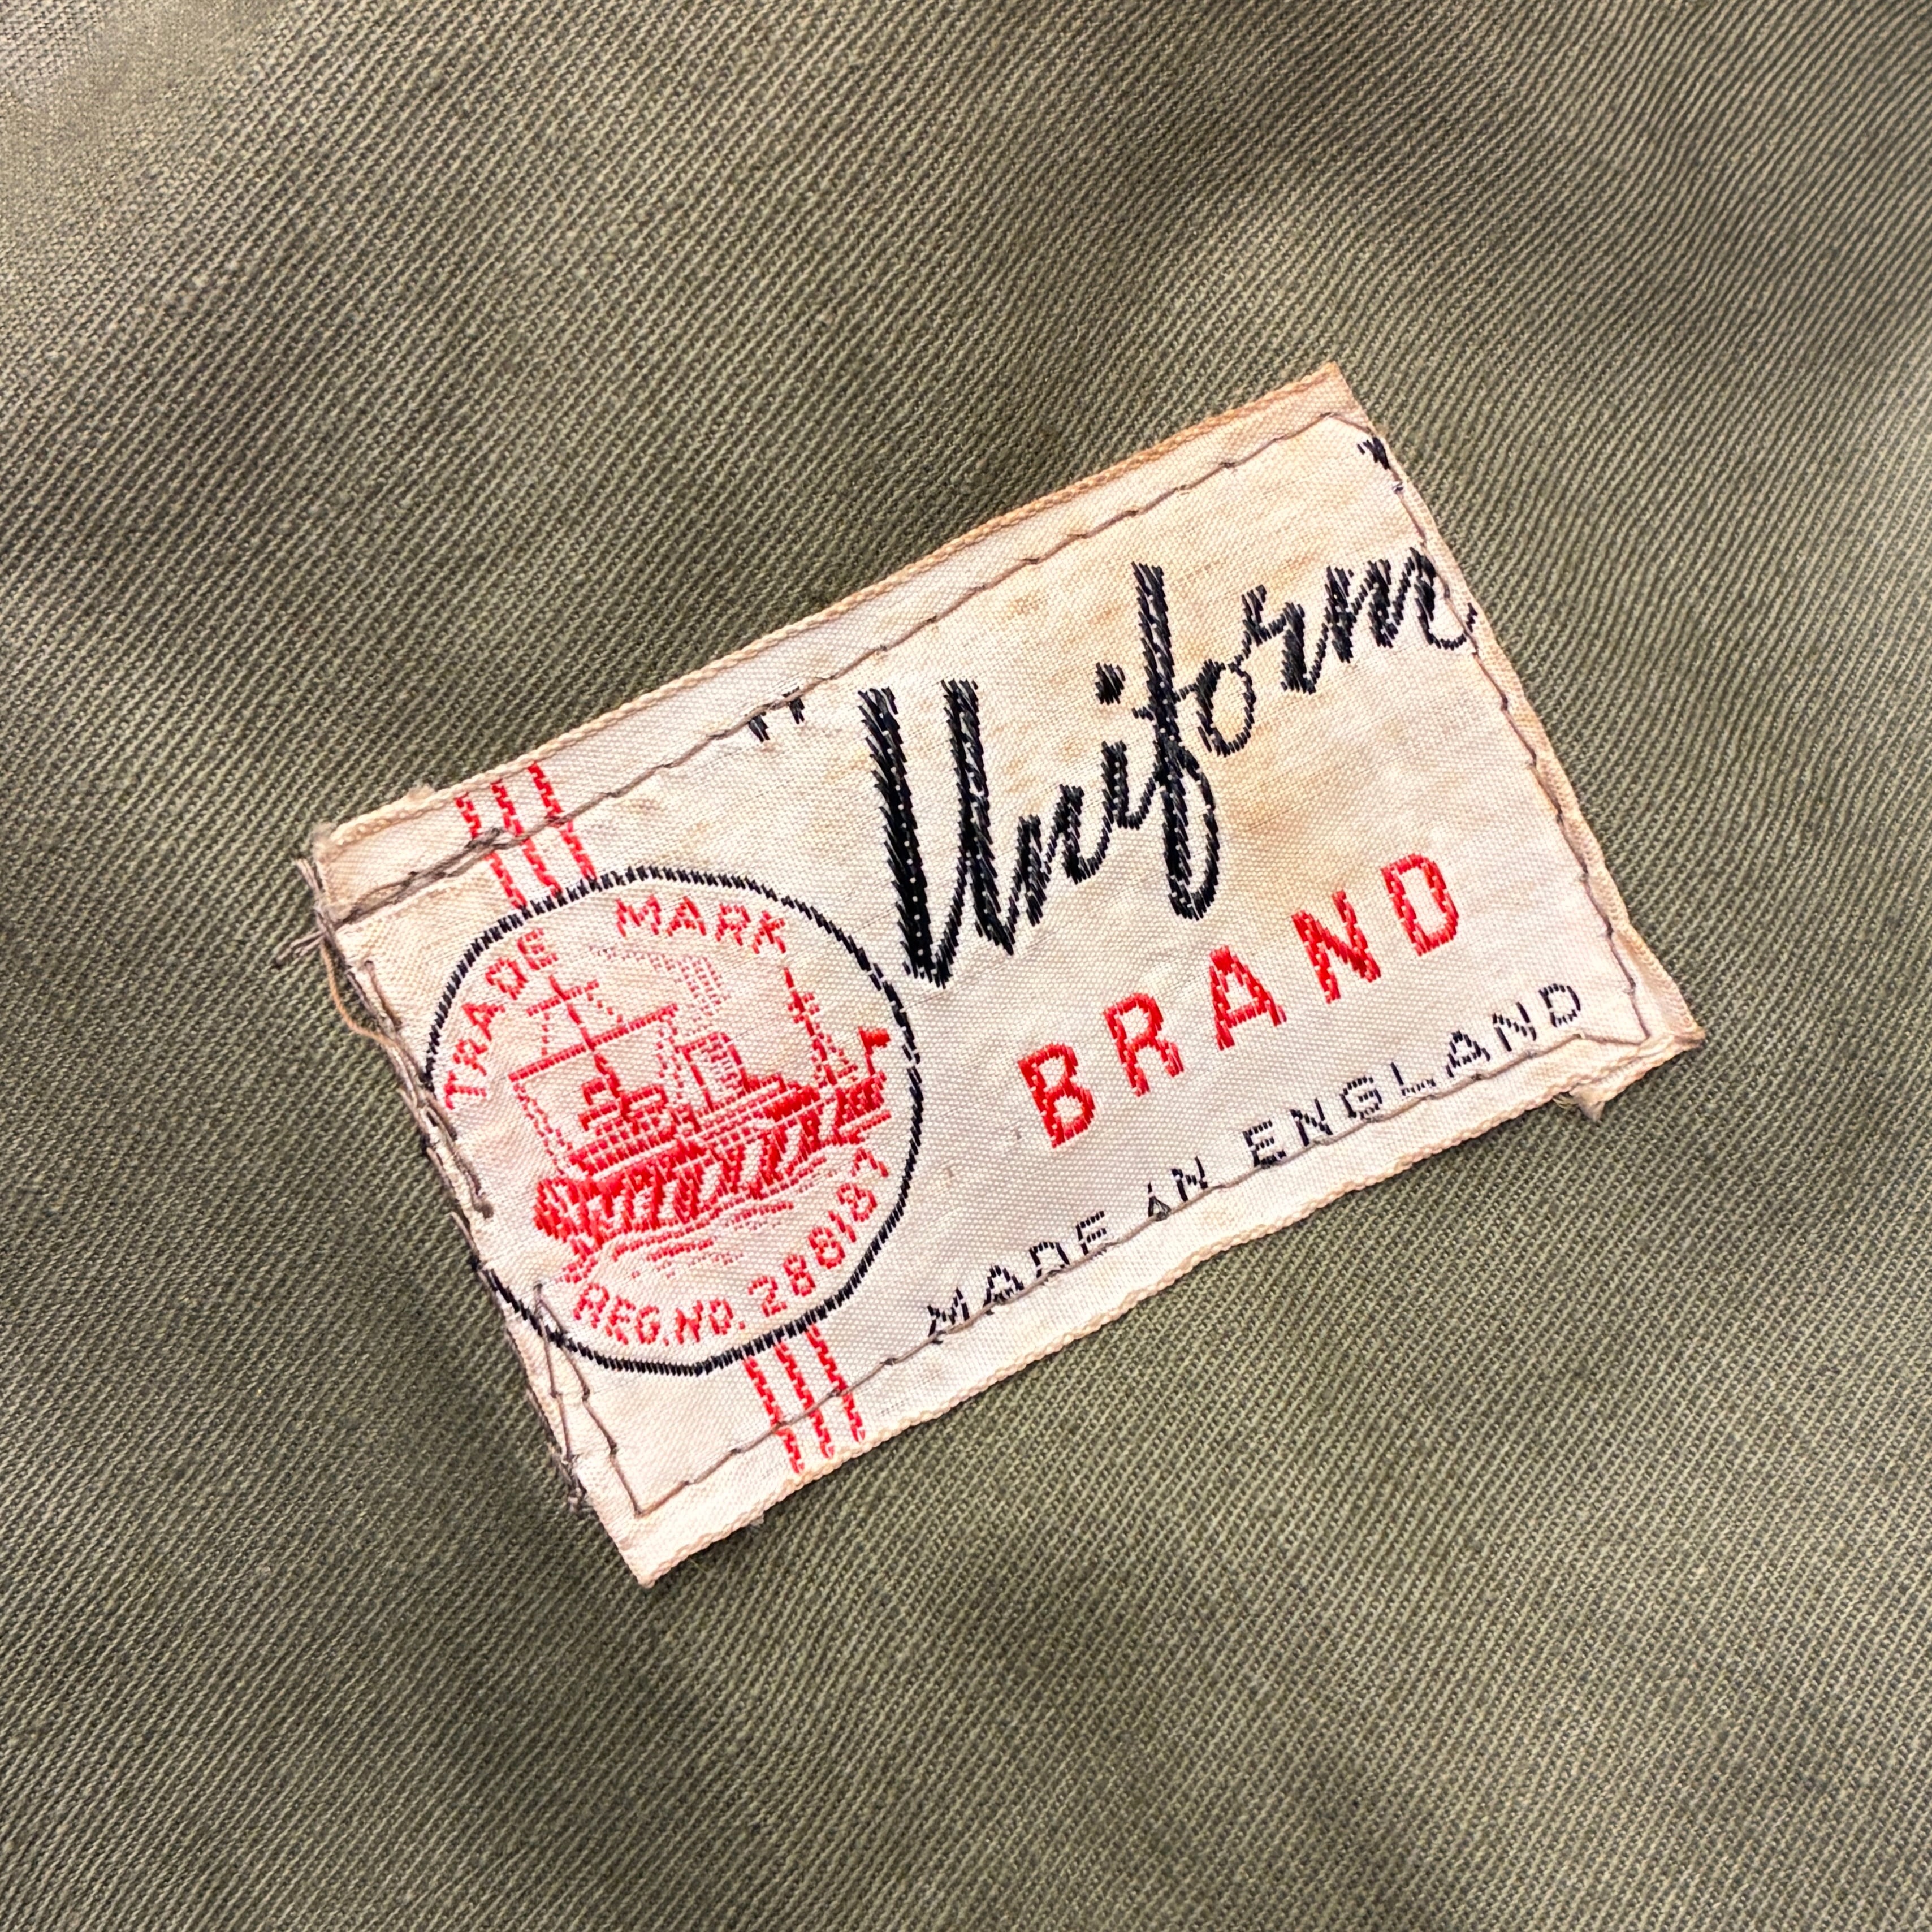 TRADE MARK
REG.NO. 288187
"Uniform"
BRAND
MADE IN ENGLAND